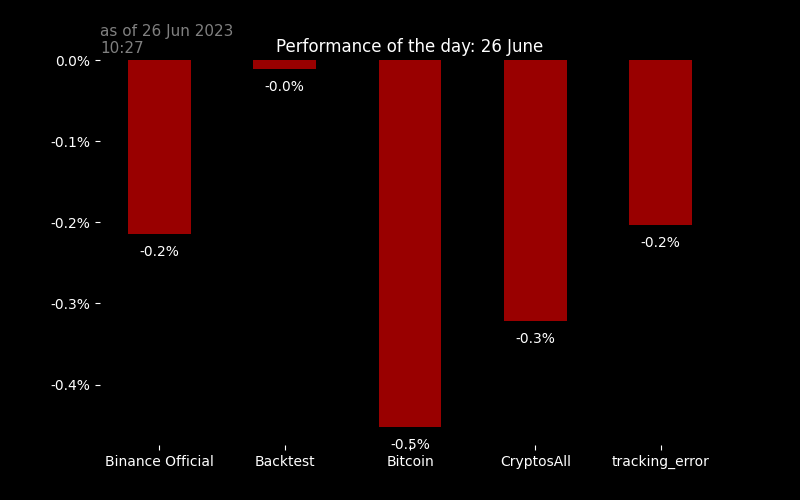 as of 26 Jun 2023
10:27
Performance of the day: 26 June
0.0%
-0.1%
-0.2%
-0.3%
-0.4%
-0.2%
-0.0%
-0.5%
-0.3%
-0.2%
Binance Official
Backtest
Bitcoin
CryptosAll
tracking_error